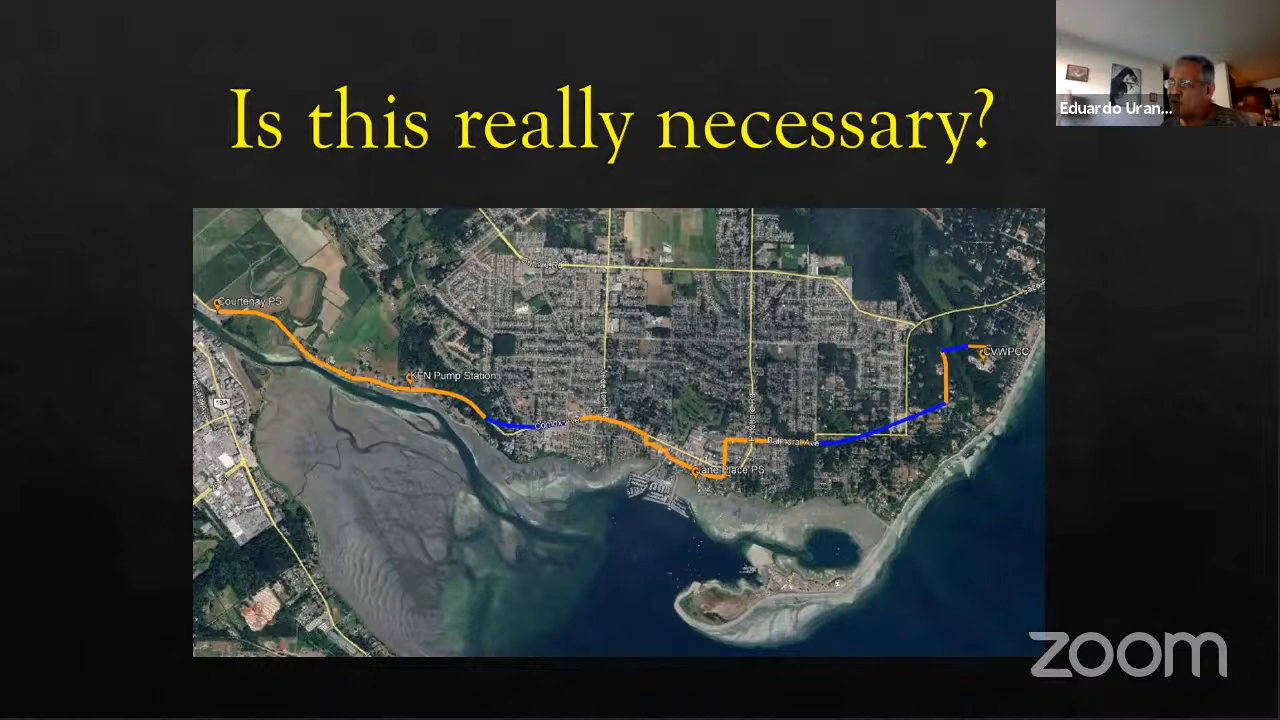 Is this really necessary?
Eduardo Uran...
Courtenay PS
KFN Pump Station
19A
Comox Ave
Balmoral Ave
Jane Place PS
CVWPCC
zoom